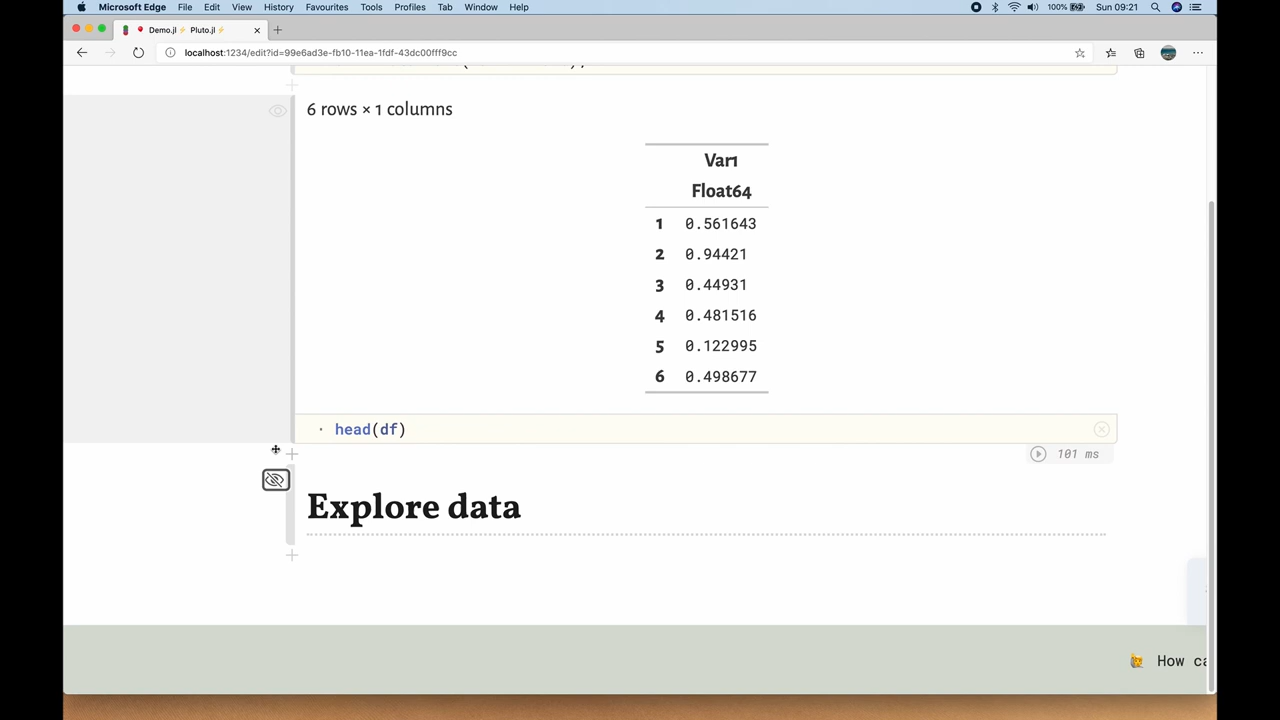 Microsoft Edge File Edit View History Favourites Tools Profiles Tab Window Help 100% Sun 09:21
Demo.jl⚡ Pluto.jl⚡
localhost:1234/edit?id=99e6ad3e-fb10-11ea-1fdf-43dc00fff9cc
6 rows × 1 columns
Var1
Float64
1 0.561643
2 0.94421
3 0.44931
4 0.481516
5 0.122995
6 0.498677
head(df)
101 ms
Explore data
How